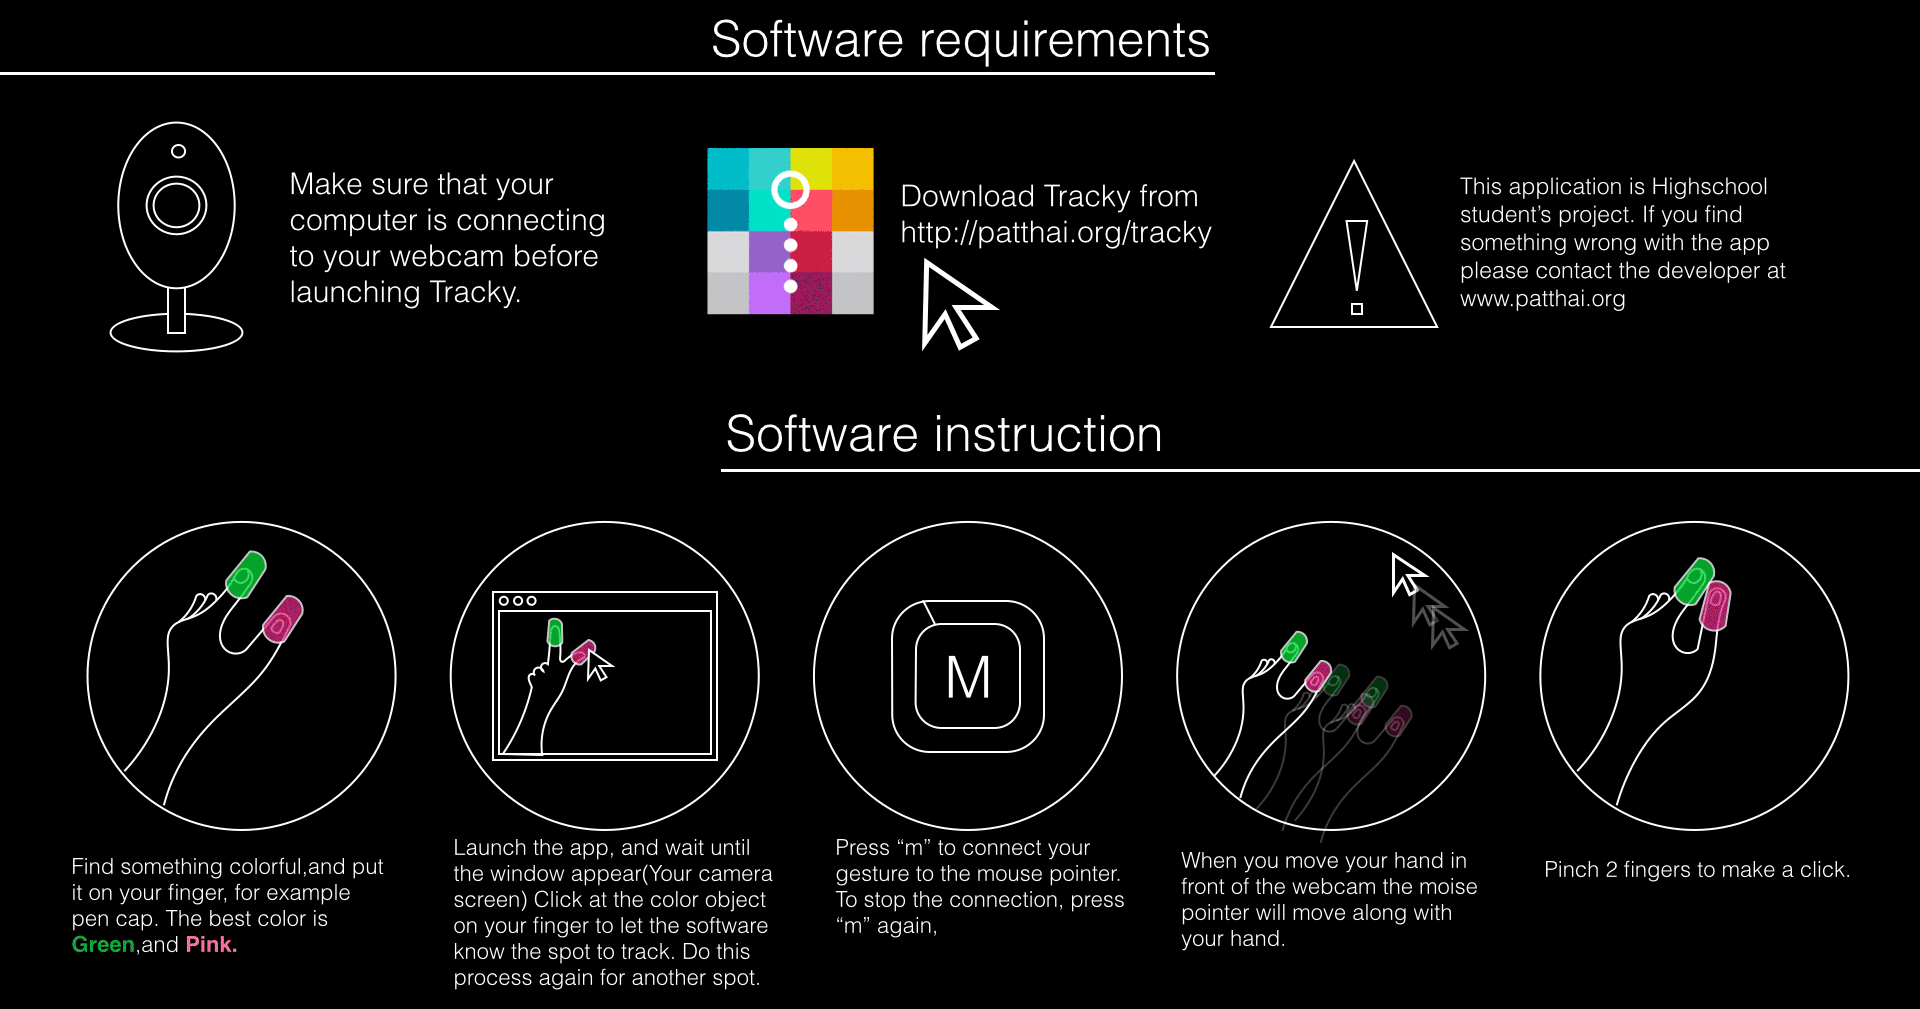 Software requirements
Make sure that your
computer is connecting
to your webcam before
launching Tracky.
Download Tracky from
http://patthai.org/tracky
This application is Highschool
student’s project. If you find
something wrong with the app
please contact the developer at
www.patthai.org
Software instruction
Find something colorful,and put
it on your finger, for example
pen cap. The best color is
Green,and Pink.
Launch the app, and wait until
the window appear(Your camera
screen) Click at the color object
on your finger to let the software
know the spot to track. Do this
process again for another spot.
M
Press “m” to connect your
gesture to the mouse pointer.
To stop the connection, press
“m” again,
When you move your hand in
front of the webcam the moise
pointer will move along with
your hand.
Pinch 2 fingers to make a click.